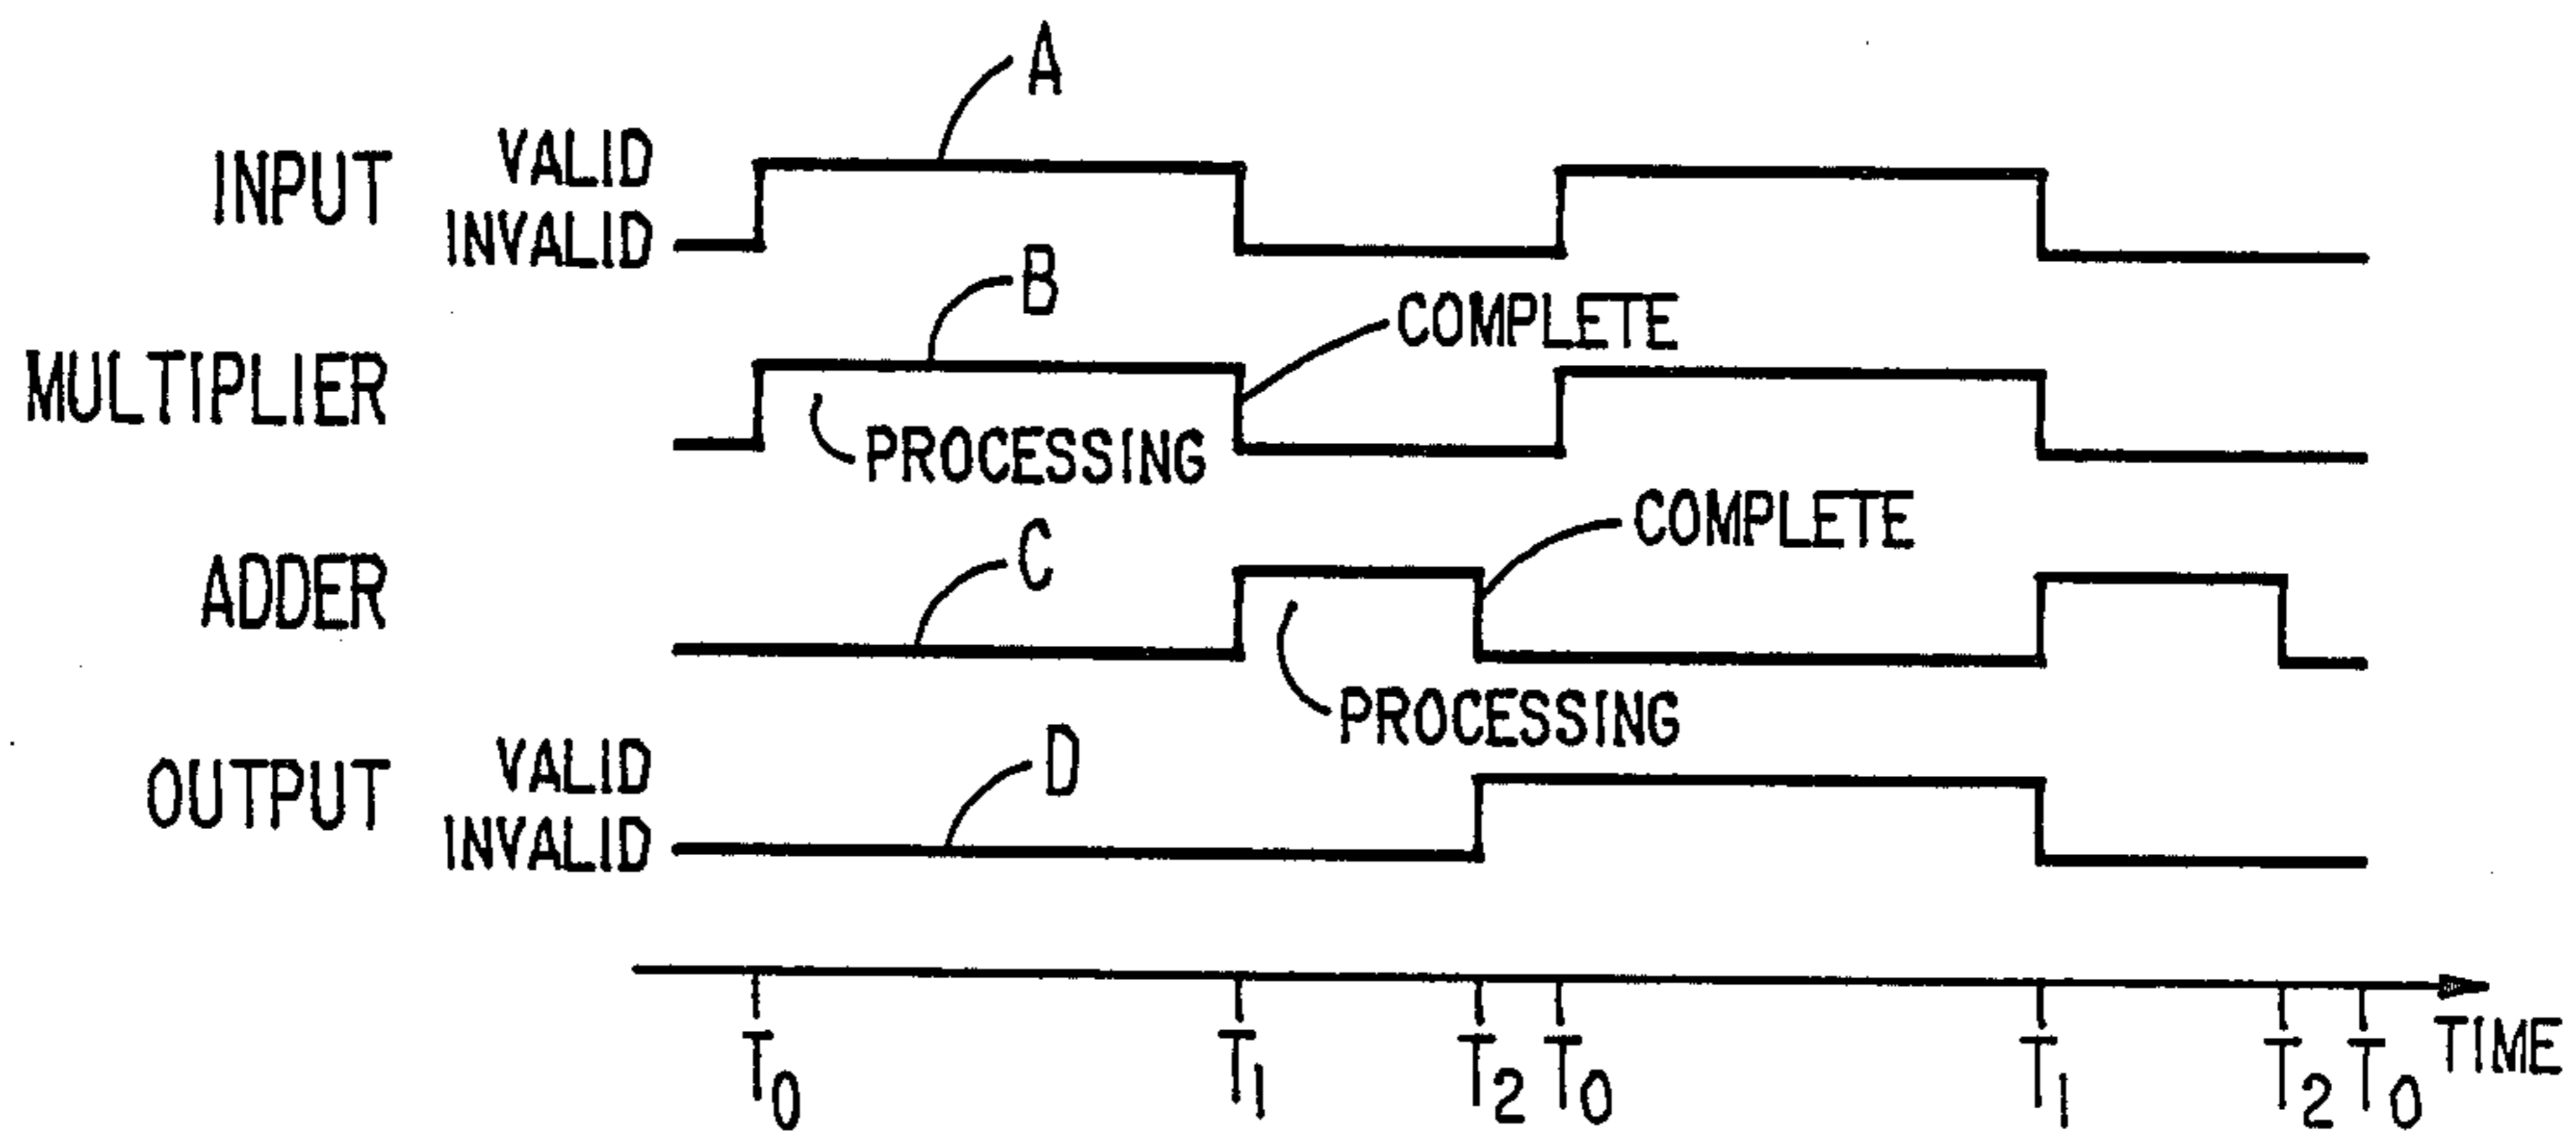 A
INPUT VALID
INVALID
B
COMPLETE
MULTIPLIER
PROCESSING
COMPLETE
C
ADDER
PROCESSING
D
OUTPUT VALID
INVALID
T0 T1 T2 T0 T1 T2 T0 TIME